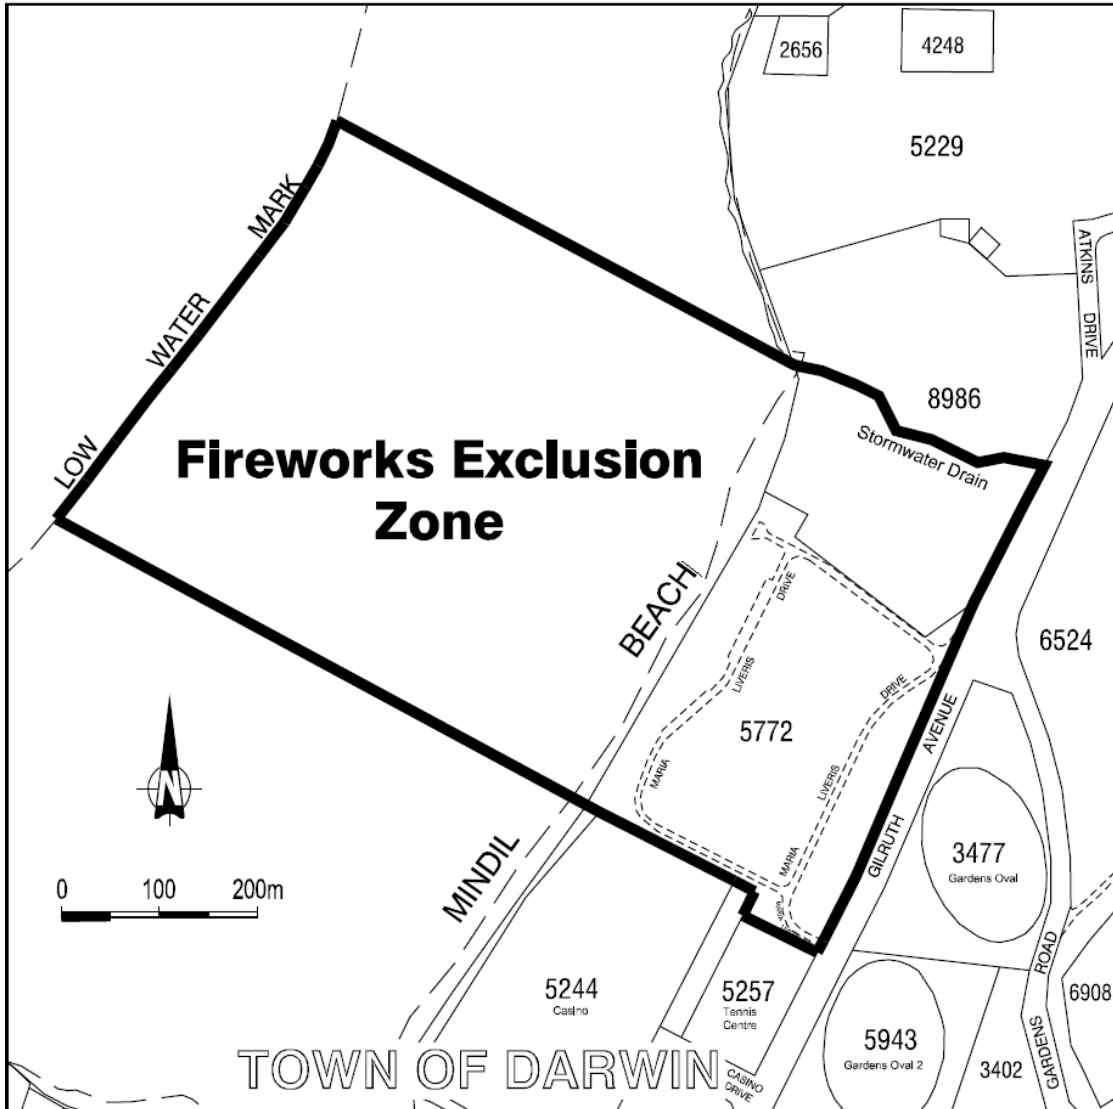 2656
4248
5229
ATKINS DRIVE
LOW WATER MARK
8986
Stormwater Drain
Fireworks Exclusion
Zone
MINDIL BEACH
DRIVE
LIVERIS
MARIA
DRIVE
LIVERIS
MARIA
5772
6524
GILRUTH AVENUE
N
0 100 200m
3477
Gardens Oval
5244
Casino
5257
Tennis
Centre
5943
Gardens Oval 2
3402
6908
GARDENS ROAD
CASINO
DRIVE
TOWN OF DARWIN